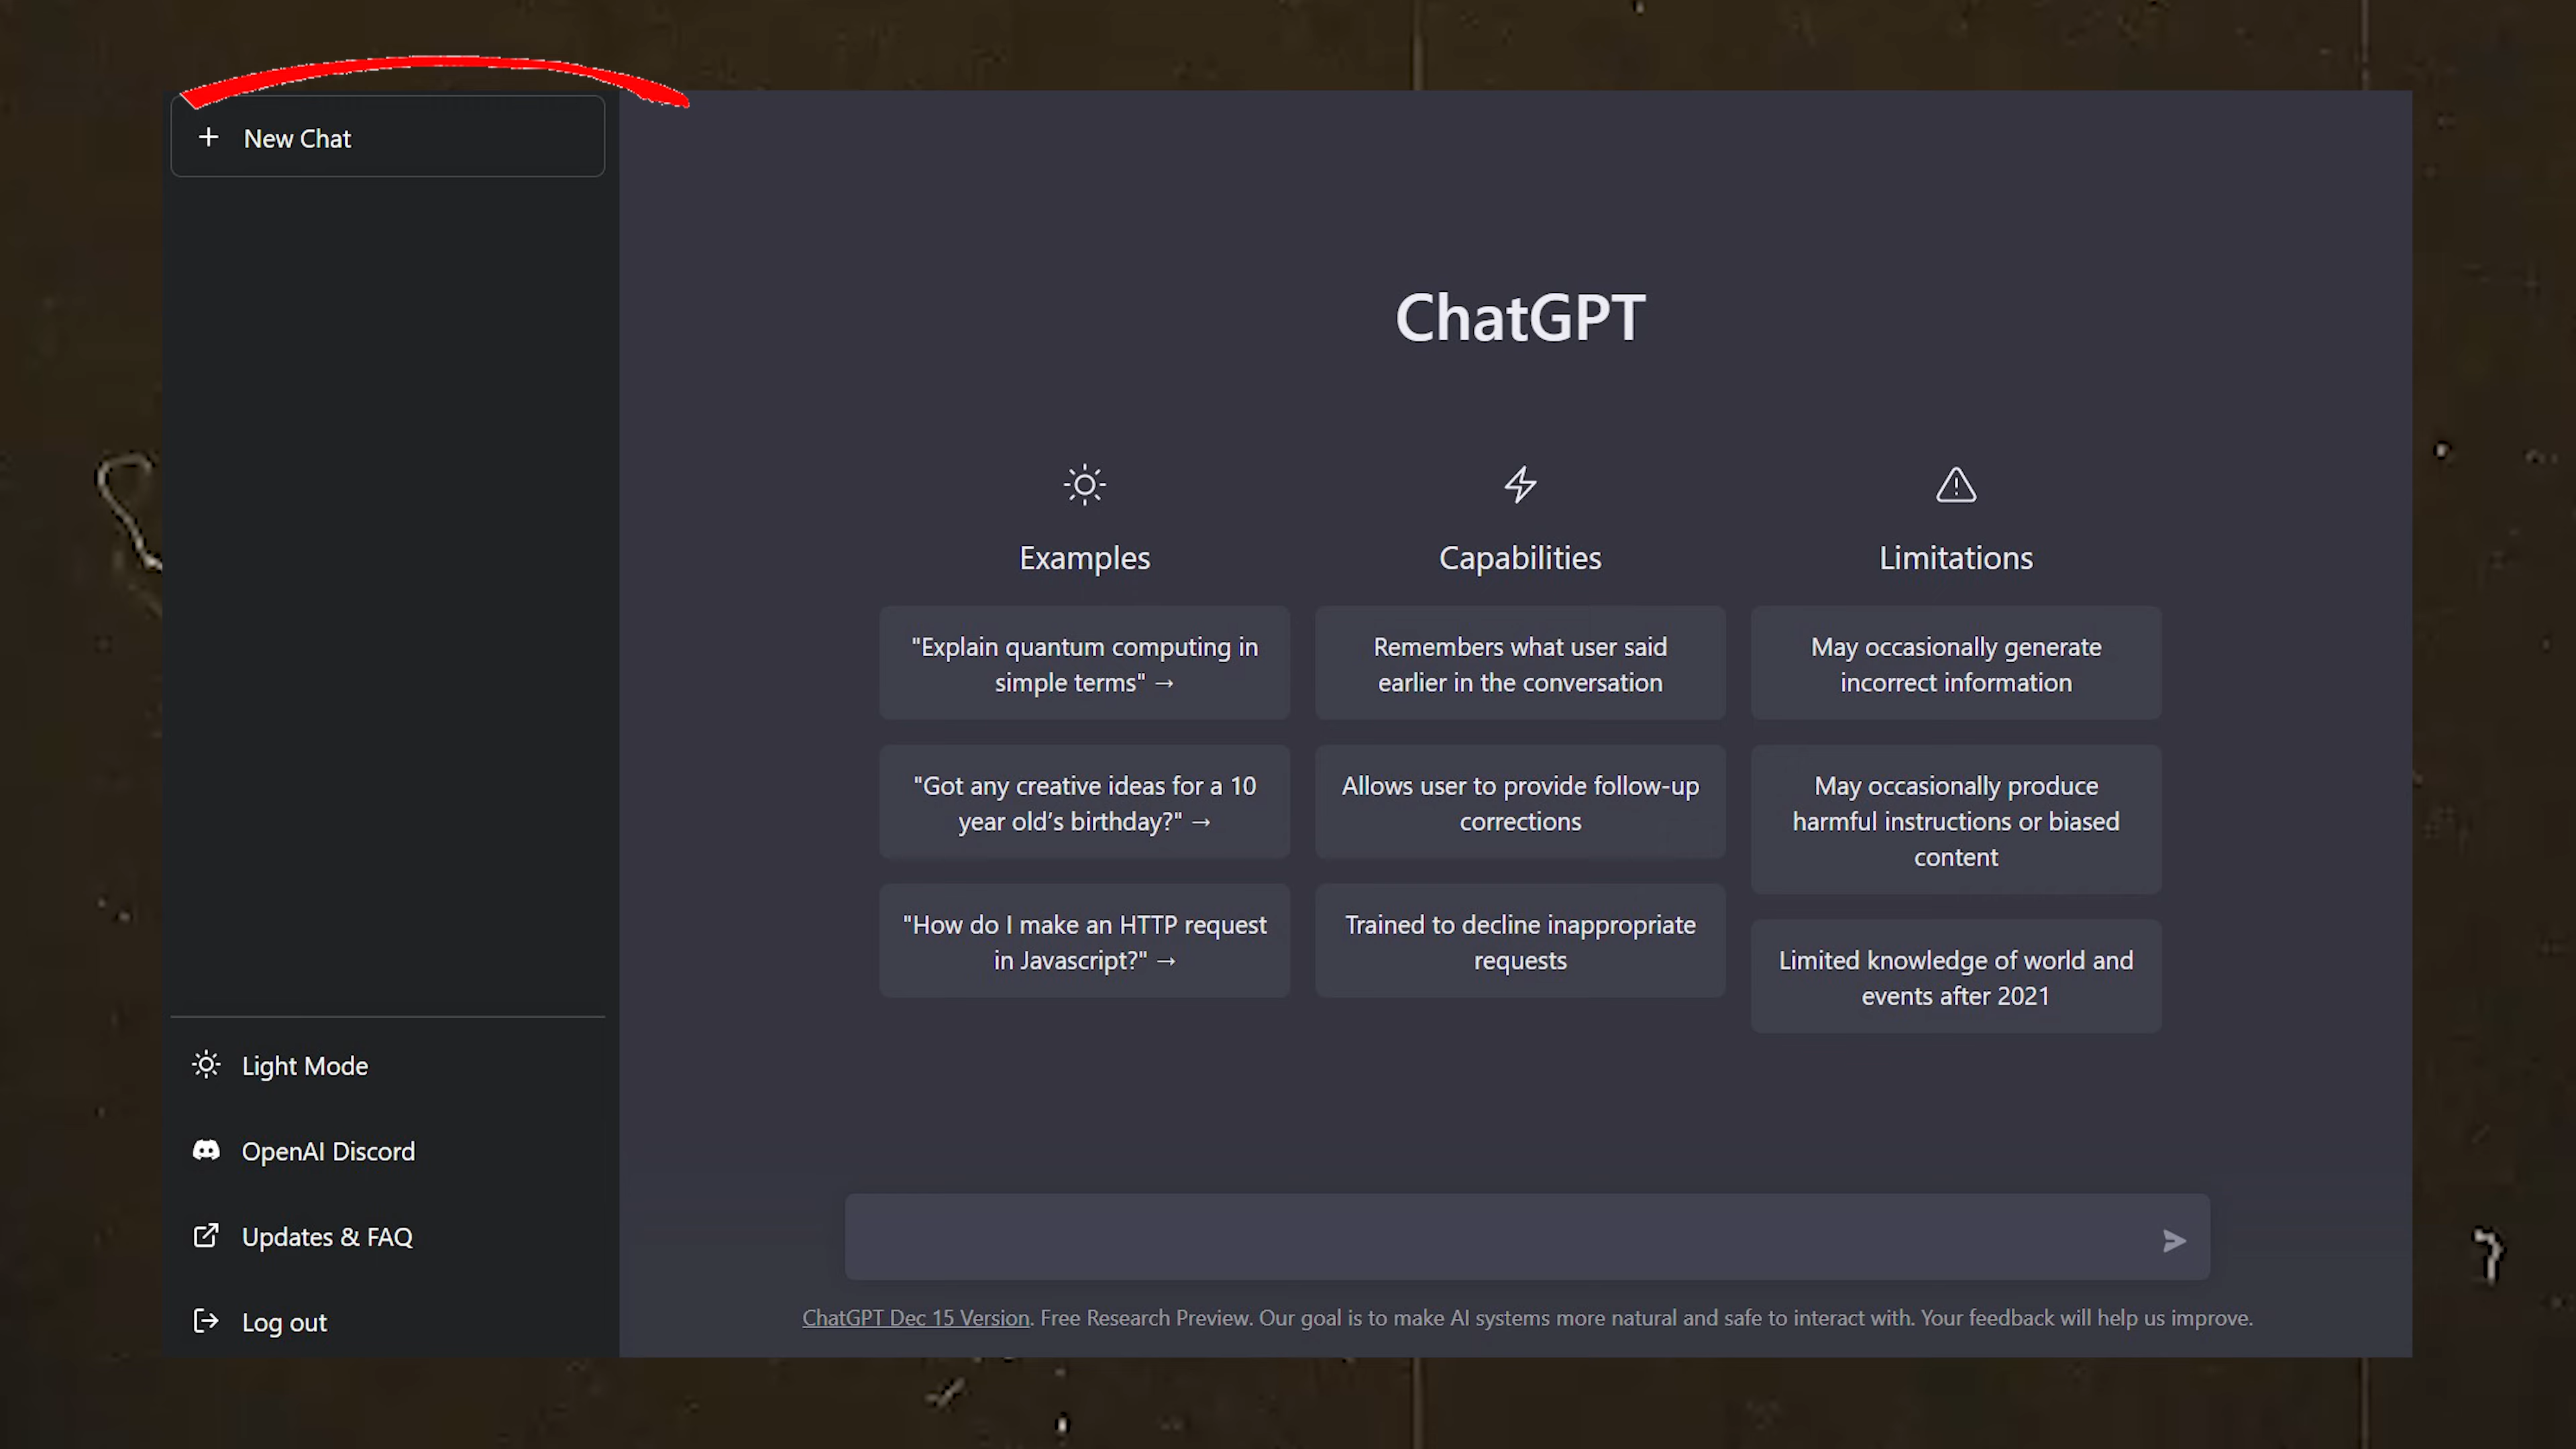 New Chat
ChatGPT
Examples
"Explain quantum computing in
simple terms" →
"Got any creative ideas for a 10
year old's birthday?" →
"How do I make an HTTP request
in Javascript?" →
Capabilities
Remembers what user said
earlier in the conversation
Allows user to provide follow-up
corrections
Trained to decline inappropriate
requests
Limitations
May occasionally generate
incorrect information
May occasionally produce
harmful instructions or biased
content
Limited knowledge of world and
events after 2021
Light Mode
OpenAI Discord
Updates & FAQ
Log out
ChatGPT Dec 15 Version. Free Research Preview. Our goal is to make AI systems more natural and safe to interact with. Your feedback will help us improve.